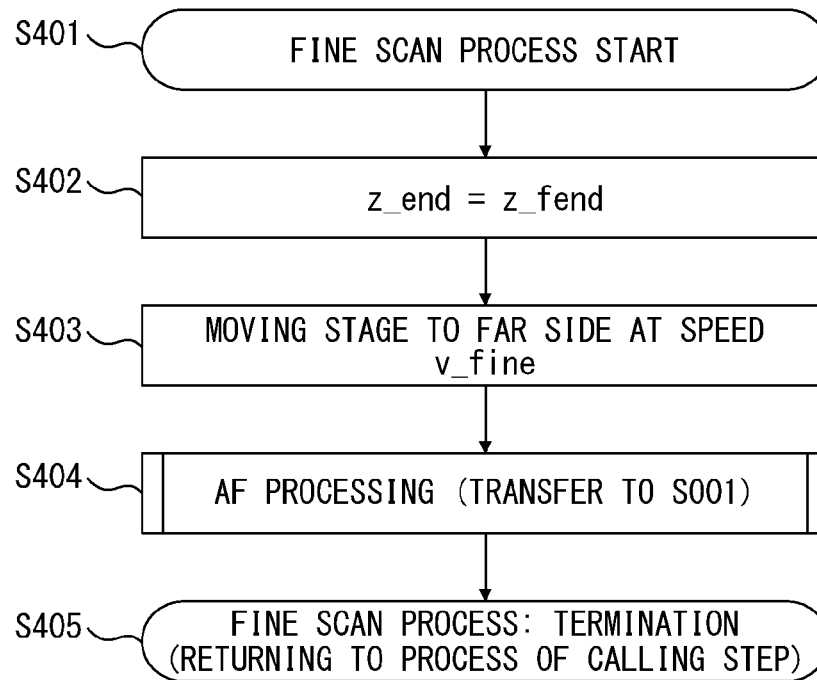 S401
FINE SCAN PROCESS START
S402
z_end = z_fend
S403
MOVING STAGE TO FAR SIDE AT SPEED
v_fine
S404
AF PROCESSING (TRANSFER TO S001)
S405
FINE SCAN PROCESS: TERMINATION
(RETURNING TO PROCESS OF CALLING STEP)